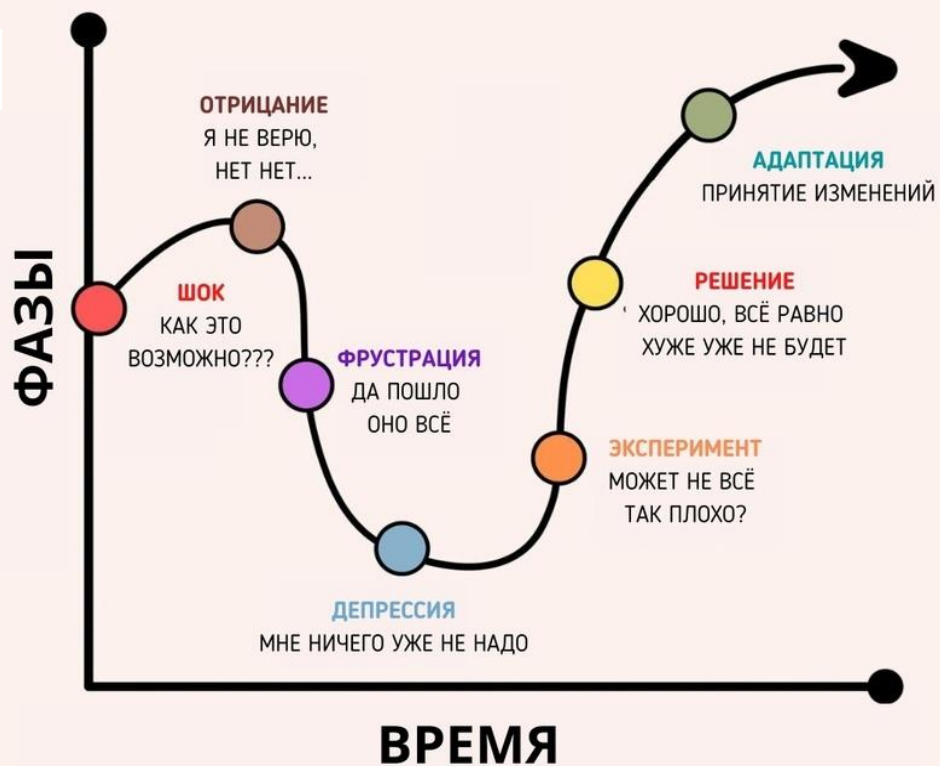 ОТРИЦАНИЕ
Я НЕ ВЕРЮ,
НЕТ НЕТ...
АДАПТАЦИЯ
ПРИНЯТИЕ ИЗМЕНЕНИЙ
ФАЗЫ
ШОК
КАК ЭТО
ВОЗМОЖНО???
РЕШЕНИЕ
ХОРОШО, ВСЁ РАВНО
ХУЖЕ УЖЕ НЕ БУДЕТ
ФРУСТРАЦИЯ
ДА ПОШЛО
ОНО ВСЁ
ЭКСПЕРИМЕНТ
МОЖЕТ НЕ ВСЁ
ТАК ПЛОХО?
ДЕПРЕССИЯ
МНЕ НИЧЕГО УЖЕ НЕ НАДО
ВРЕМЯ